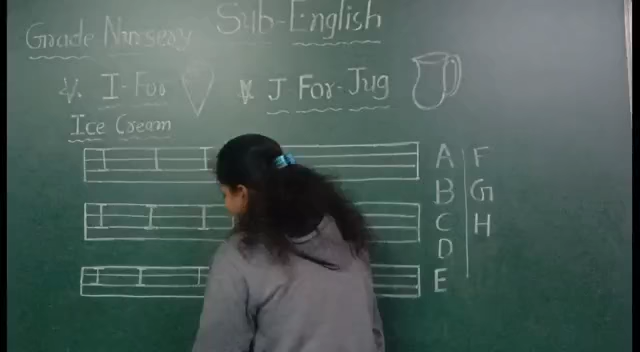 Grade Nursery Sub-English
I-For J For-Jug
Ice Cream
I I I
I I I
I I I
A F
B G
C H
D
E